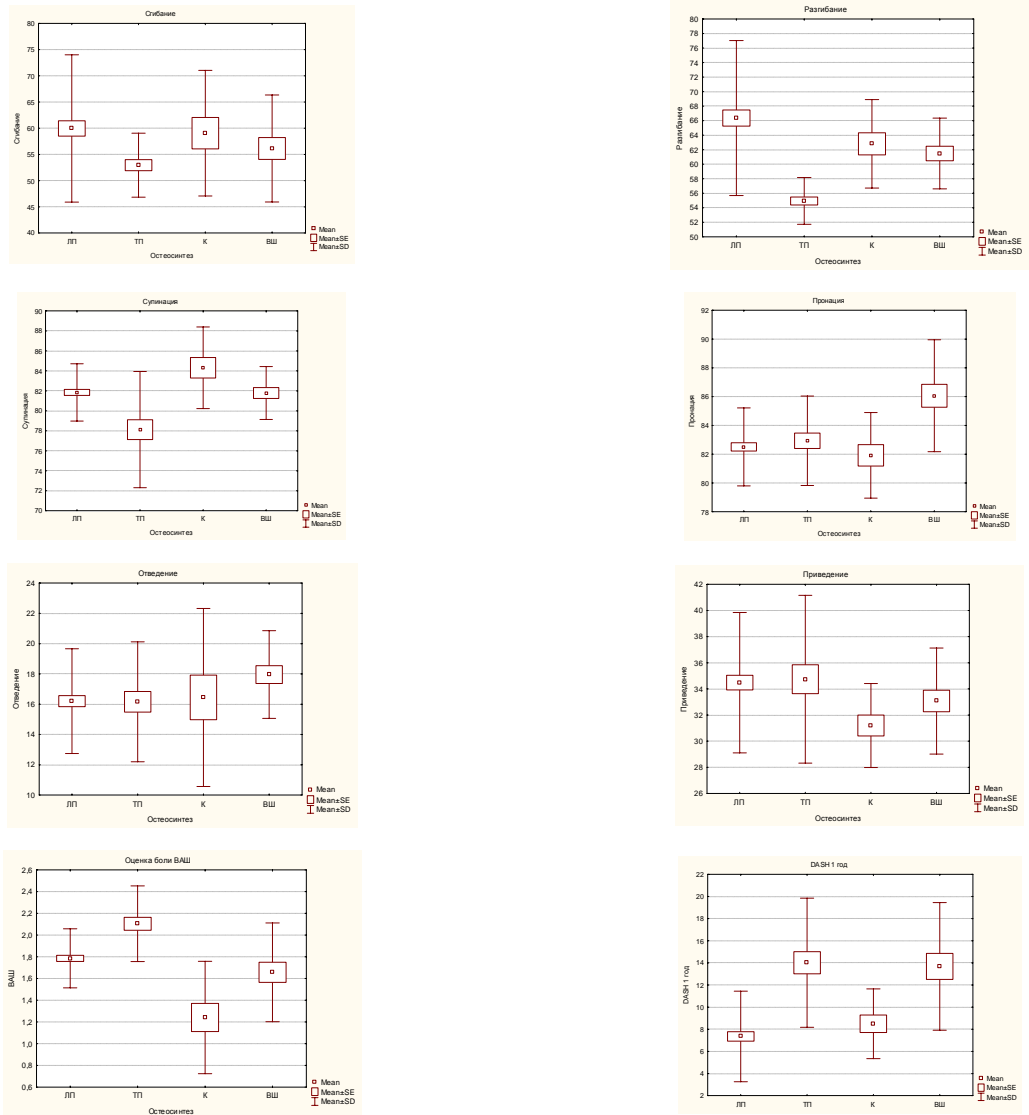 Сгибание
80
75
70
65
60
55
50
45
40
Сгибание
ЛП ТП К ВШ
Остеосинтез
Mean
Mean±SE
Mean±SD
Разгибание
80
78
76
74
72
70
68
66
64
62
60
58
56
54
52
50
Разгибание
ЛП ТП К ВШ
Остеосинтез
Mean
Mean±SE
Mean±SD
Супинация
90
88
86
84
82
80
78
76
74
72
70
Супинация
ЛП ТП К ВШ
Остеосинтез
Mean
Mean±SE
Mean±SD
Пронация
92
90
88
86
84
82
80
78
Пронация
ЛП ТП К ВШ
Остеосинтез
Mean
Mean±SE
Mean±SD
Отведение
24
22
20
18
16
14
12
10
Отведение
ЛП ТП К ВШ
Остеосинтез
Mean
Mean±SE
Mean±SD
Приведение
42
40
38
36
34
32
30
28
26
Приведение
ЛП ТП К ВШ
Остеосинтез
Mean
Mean±SE
Mean±SD
Оценка боли ВАШ
2,6
2,4
2,2
2,0
1,8
1,6
1,4
1,2
1,0
0,8
0,6
ВАШ
ЛП ТП К ВШ
Остеосинтез
Mean
Mean±SE
Mean±SD
DASH 1 год
22
20
18
16
14
12
10
8
6
4
2
DASH 1 год
ЛП ТП К ВШ
Остеосинтез
Mean
Mean±SE
Mean±SD